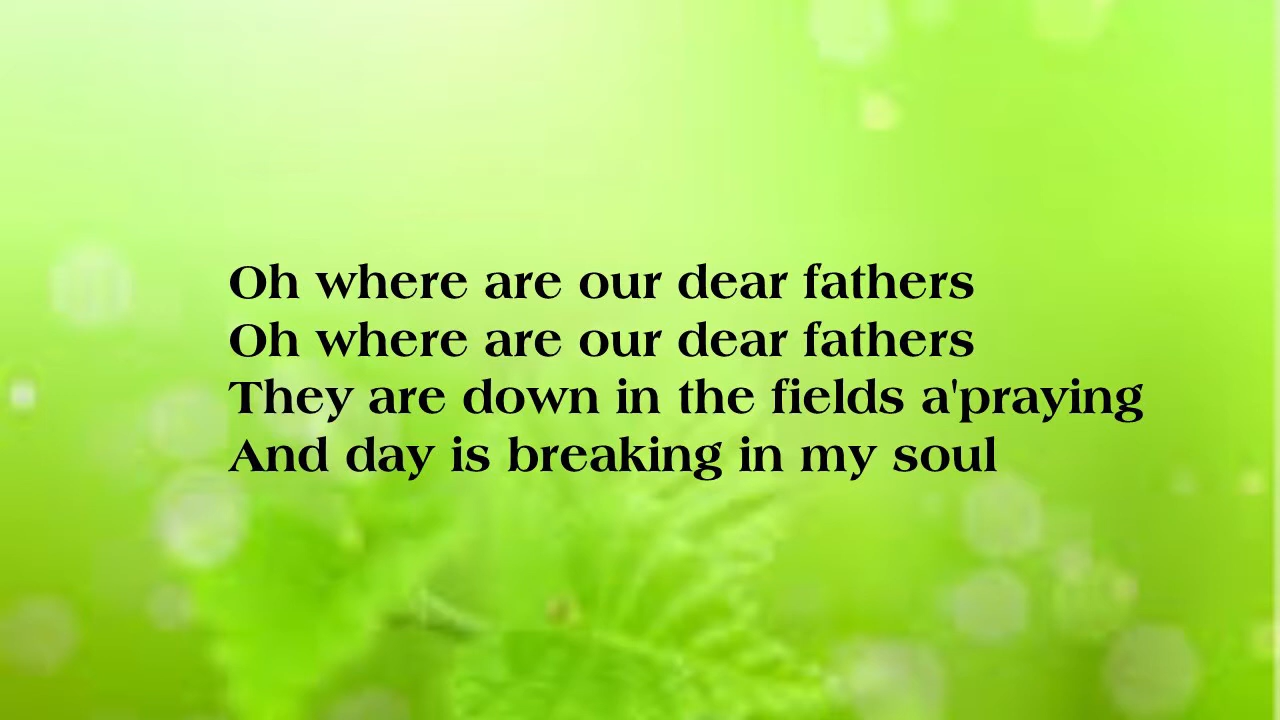 Oh where are our dear fathers
Oh where are our dear fathers
They are down in the fields a'praying
And day is breaking in my soul